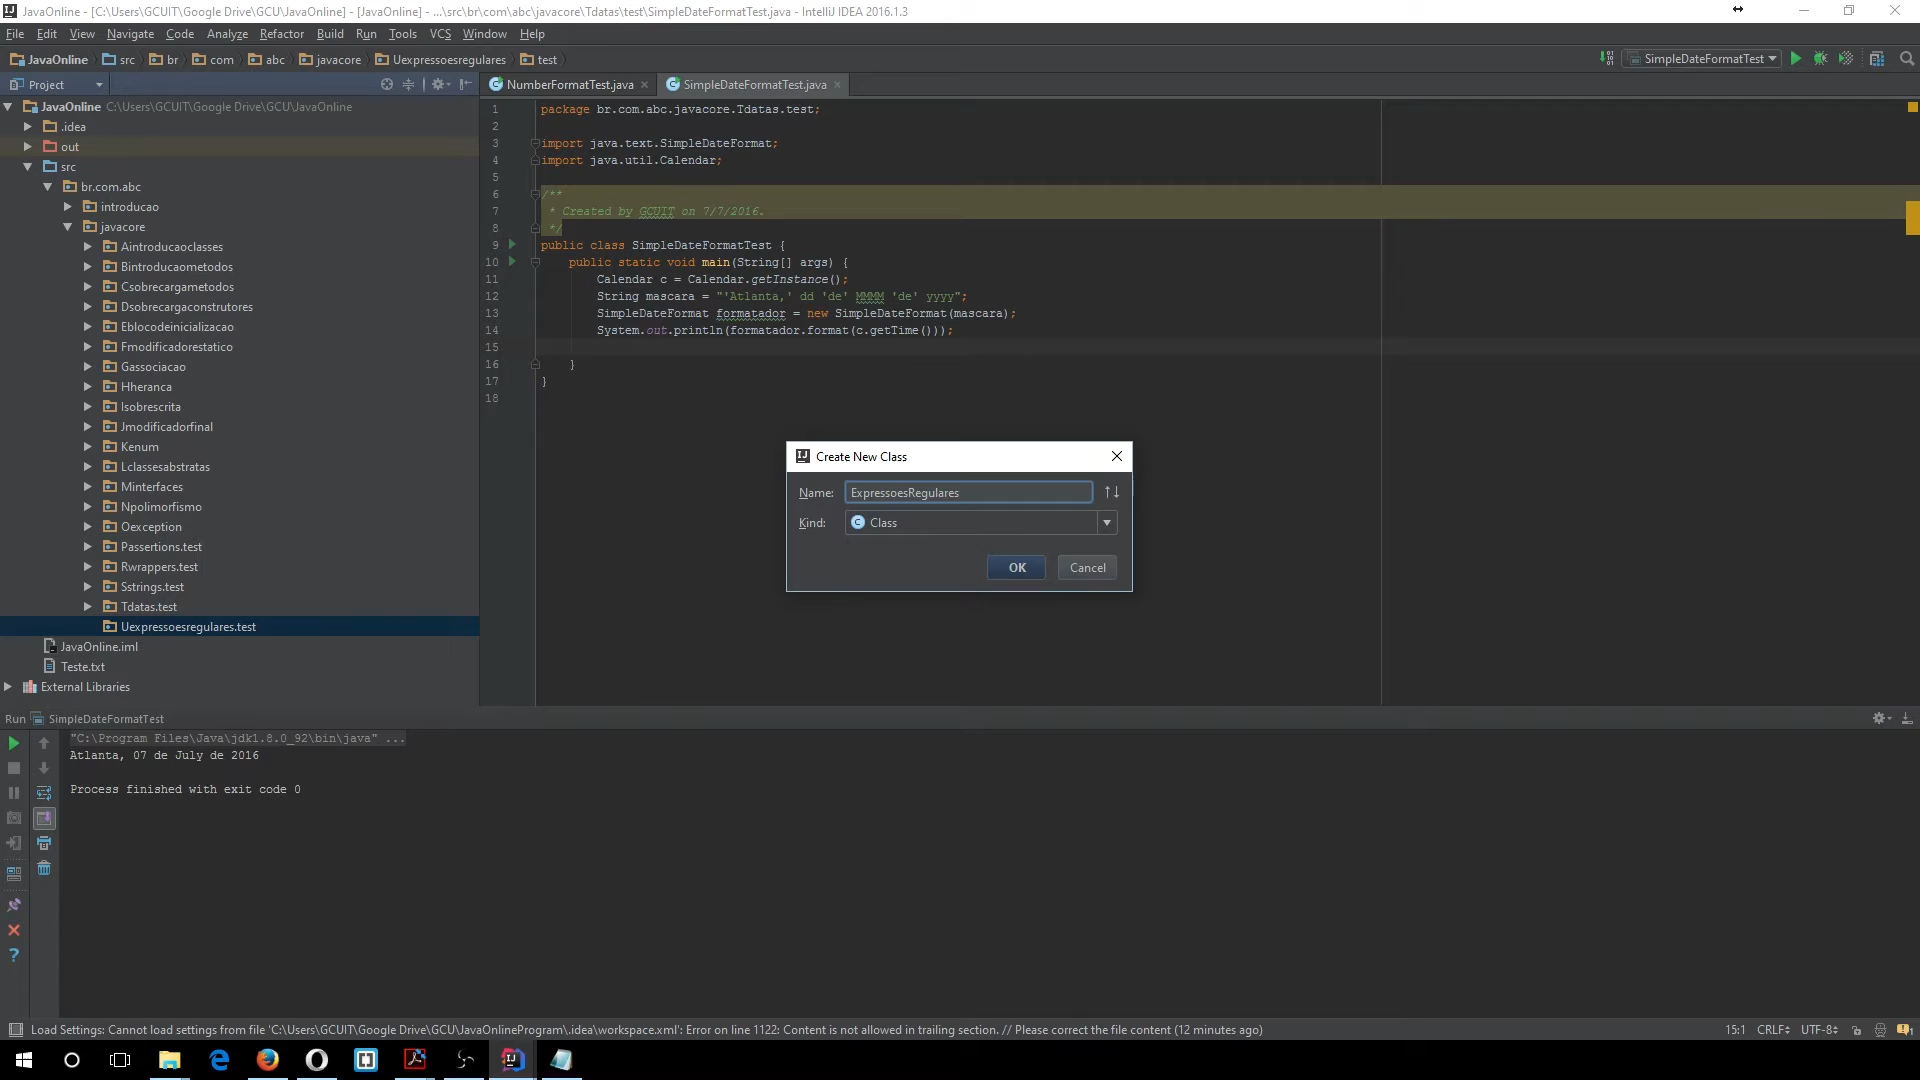 JavaOnline - [C:\Users\GCUIT\Google Drive\GCU\JavaOnline] - [JavaOnline] - ...\src\br\com\abc\javacore\Tdatas\test\SimpleDateFormatTest.java - IntelliJ IDEA 2016.1.3
File Edit View Navigate Code Analyze Refactor Build Run Tools VCS Window Help
JavaOnline src br com abc javacore Uexpressoesregulares test SimpleDateFormatTest
Project NumberFormatTest.java SimpleDateFormatTest.java
JavaOnline C:\Users\GCUIT\Google Drive\GCU\JavaOnline
.idea
out
src
br.com.abc
introducao
javacore
Aintroducaoclasses
Bintroducaometodos
Csobrecargametodos
Dsobrecargaconstrutores
Eblocodeinicializacao
Fmodificadorestatico
Gassociacao
Hheranca
Isobrescrita
Jmodificadorfinal
Kenum
Lclassesabstratas
Minterfaces
Npolimorfismo
Oexception
Passertions.test
Rwrappers.test
Sstrings.test
Tdatas.test
Uexpressoesregulares.test
JavaOnline.iml
Teste.txt
External Libraries
1 package br.com.abc.javacore.Tdatas.test;
2
3 import java.text.SimpleDateFormat;
4 import java.util.Calendar;
5
6 /**
7 * Created by GCUIT on 7/7/2016.
8 */
9 public class SimpleDateFormatTest {
10 public static void main(String[] args) {
11 Calendar c = Calendar.getInstance();
12 String mascara = "'Atlanta,' dd 'de' MMMM 'de' yyyy";
13 SimpleDateFormat formatador = new SimpleDateFormat(mascara);
14 System.out.println(formatador.format(c.getTime()));
15
16 }
17 }
18
Create New Class
Name: ExpressoesRegulares
Kind: Class
OK Cancel
Run SimpleDateFormatTest
"C:\Program Files\Java\jdk1.8.0_92\bin\java" ...
Atlanta, 07 de July de 2016
Process finished with exit code 0
Load Settings: Cannot load settings from file 'C:\Users\GCUIT\Google Drive\GCU\JavaOnlineProgram\.idea\workspace.xml': Error on line 1122: Content is not allowed in trailing section. // Please correct the file content (12 minutes ago) 15:1 CRLF UTF-8